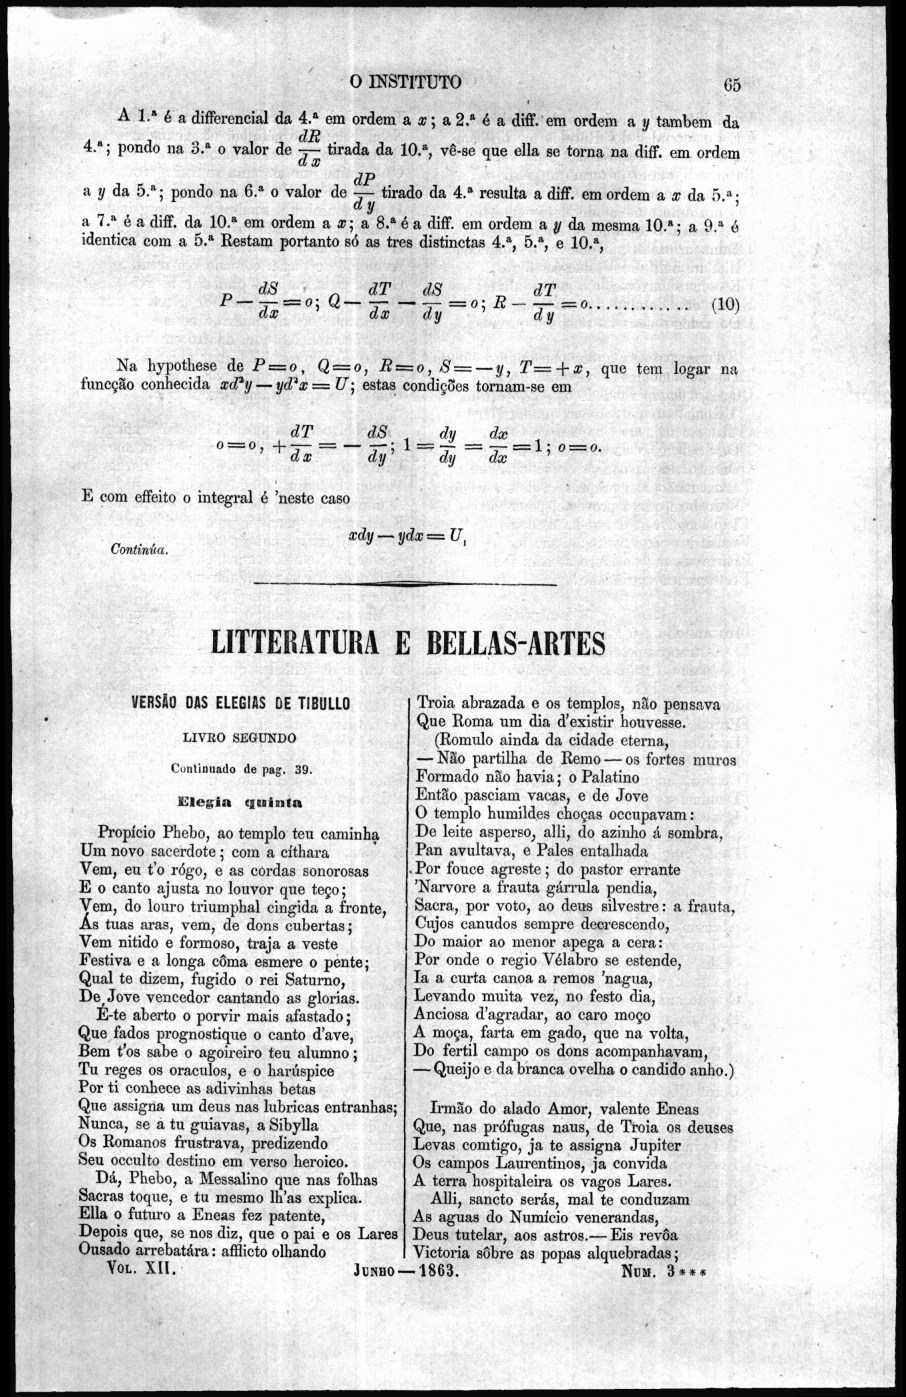 O INSTITUTO 65
A 1.ª é a differencial da 4.ª em ordem a x; a 2.ª é a diff. em ordem a y tambem da
4.ª; pondo na 3.ª o valor de dR/dx tirada da 10.ª, vê-se que ella se torna na diff. em ordem
a y da 5.ª; pondo na 6.ª o valor de dP/dy tirado da 4.ª resulta a diff. em ordem a x da 5.ª;
a 7.ª é a diff. da 10.ª em ordem a x; a 8.ª é a diff. em ordem a y da mesma 10.ª; a 9.ª é
identica com a 5.ª Restam portanto só as tres distinctas 4.ª, 5.ª, e 10.ª,
P — dS/dx = o; Q — dT/dx — dS/dy = o; R — dT/dy = o............. (10)
Na hypothese de P=o, Q=o, R=o, S=—y, T=+x, que tem logar na
funcção conhecida xd²y — yd²x = U; estas condições tornam-se em
o=o, + dT/dx = — dS/dy; 1 = dy/dy = dx/dx = 1; o=o.
E com effeito o integral é 'neste caso
xdy — ydx = U₁
Continúa.
LITTERATURA E BELLAS-ARTES
VERSÃO DAS ELEGIAS DE TIBULLO
LIVRO SEGUNDO
Continuado de pag. 39.
Elegia quinta
Propício Phebo, ao templo teu caminha
Um novo sacerdote; com a cíthara
Vem, eu t'o rógo, e as cordas sonorosas
E o canto ajusta no louvor que teço;
Vem, do louro triumphal cingida a fronte,
Ás tuas aras, vem, de dons cubertas;
Vem nitido e formoso, traja a veste
Festiva e a longa côma esmere o pente;
Qual te dizem, fugido o rei Saturno,
De Jove vencedor cantando as glorias.
É-te aberto o porvir mais afastado;
Que fados prognostique o canto d'ave,
Bem t'os sabe o agoireiro teu alumno;
Tu reges os oraculos, e o harúspice
Por ti conhece as adivinhas betas
Que assigna um deus nas lubricas entranhas;
Nunca, se a tu guiavas, a Sibylla
Os Romanos frustrava, predizendo
Seu occulto destino em verso heroico.
Dá, Phebo, a Messalino que nas folhas
Sacras toque, e tu mesmo lh'as explica.
Ella o futuro a Eneas fez patente,
Depois que, se nos diz, que o pai e os Lares
Ousado arrebatára: afflicto olhando
Troia abrazada e os templos, não pensava
Que Roma um dia d'existir houvesse.
(Romulo ainda da cidade eterna,
— Não partilha de Remo — os fortes muros
Formado não havia; o Palatino
Então pasciam vacas, e de Jove
O templo humildes choças occupavam:
De leite asperso, alli, do azinho á sombra,
Pan avultava, e Pales entalhada
Por fouce agreste; do pastor errante
'Narvore a frauta gárrula pendia,
Sacra, por voto, ao deus silvestre: a frauta,
Cujos canudos sempre decrescendo,
Do maior ao menor apega a cera:
Por onde o regio Vélabro se estende,
Ia a curta canoa a remos 'nagua,
Levando muita vez, no festo dia,
Anciosa d'agradar, ao caro moço
A moça, farta em gado, que na volta,
Do fertil campo os dons acompanhavam,
— Queijo e da branca ovelha o candido anho.)
Irmão do alado Amor, valente Eneas
Que, nas prófugas naus, de Troia os deuses
Levas comtigo, ja te assigna Jupiter
Os campos Laurentinos, ja convida
A terra hospitaleira os vagos Lares.
Alli, sancto serás, mal te conduzam
As aguas do Numício venerandas,
Deus tutelar, aos astros.— Eis revôa
Victoria sôbre as popas alquebradas;
VOL. XII. JUNHO — 1863. NUM. 3***